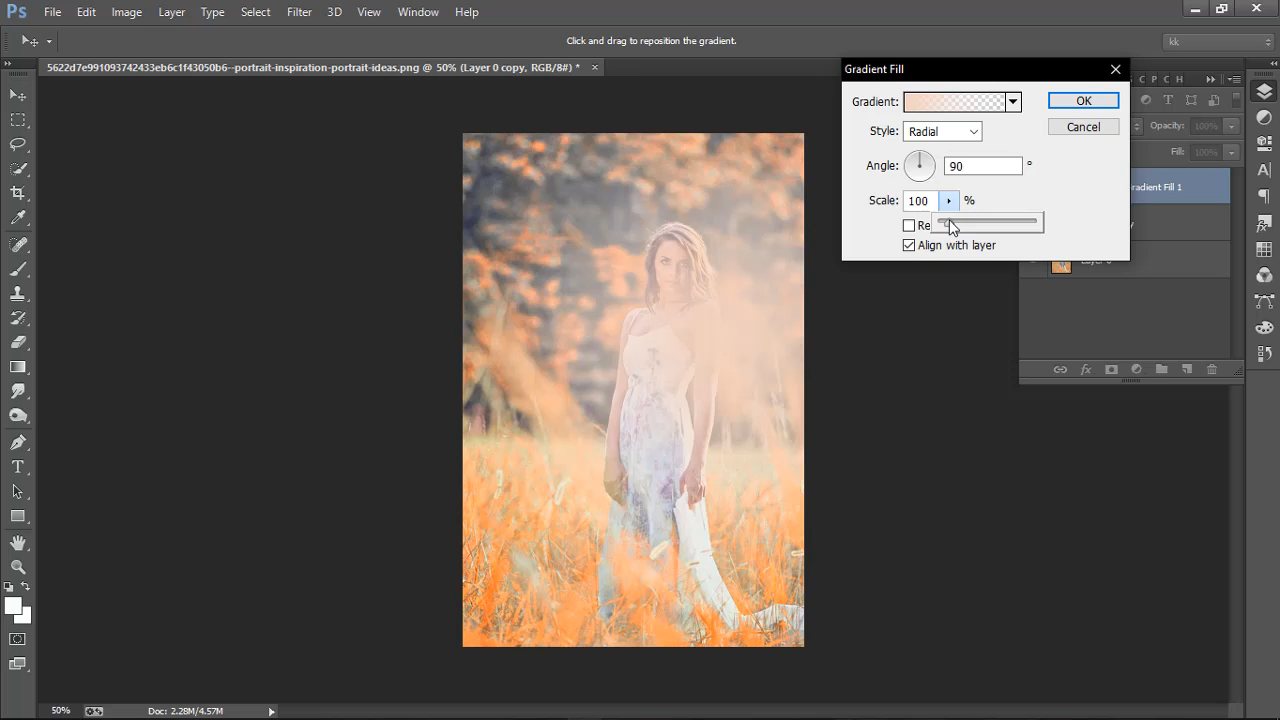 Ps File Edit Image Layer Type Select Filter 3D View Window Help
Click and drag to reposition the gradient.
kk
5622d7e991093742433eb6c1f43050b6--portrait-inspiration-portrait-ideas.png @ 50% (Layer 0 copy, RGB/8#) *
Gradient Fill
C P C H
Gradient:
OK
Style: Radial
Cancel
Opacity: 100%
Angle: 90 °
Fill: 100%
Scale: 100 %
radient Fill 1
Re
y
Align with layer
50%
Doc: 2.28M/4.57M